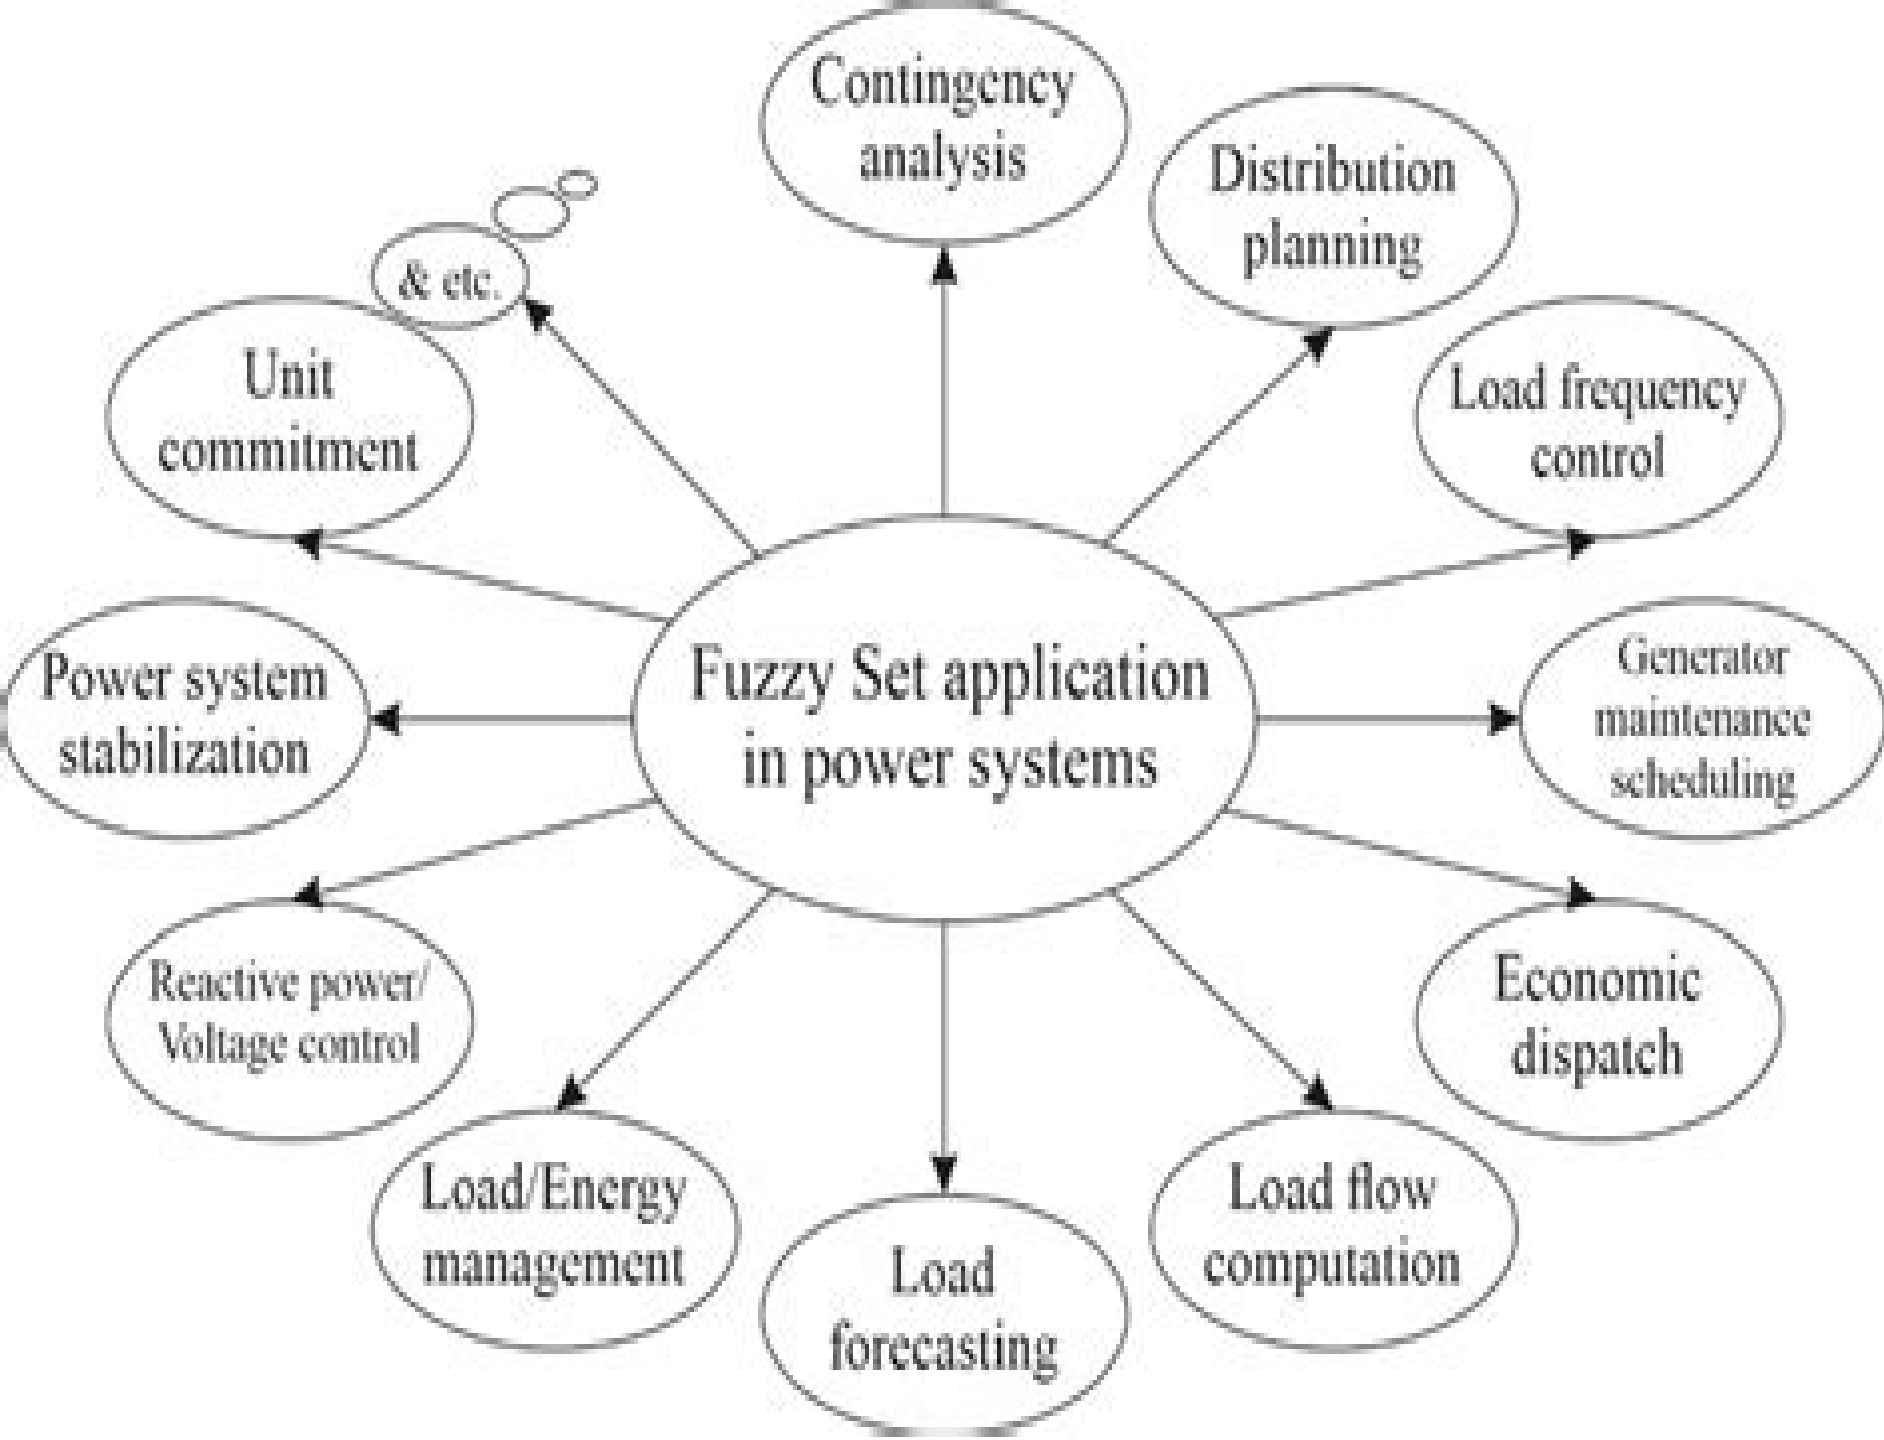 Contingency
analysis
Distribution
planning
Load frequency
control
Generator
maintenance
scheduling
Economic
dispatch
Load flow
computation
Load
forecasting
Load/Energy
management
Reactive power/
Voltage control
Power system
stabilization
Unit
commitment
& etc.
Fuzzy Set application
in power systems